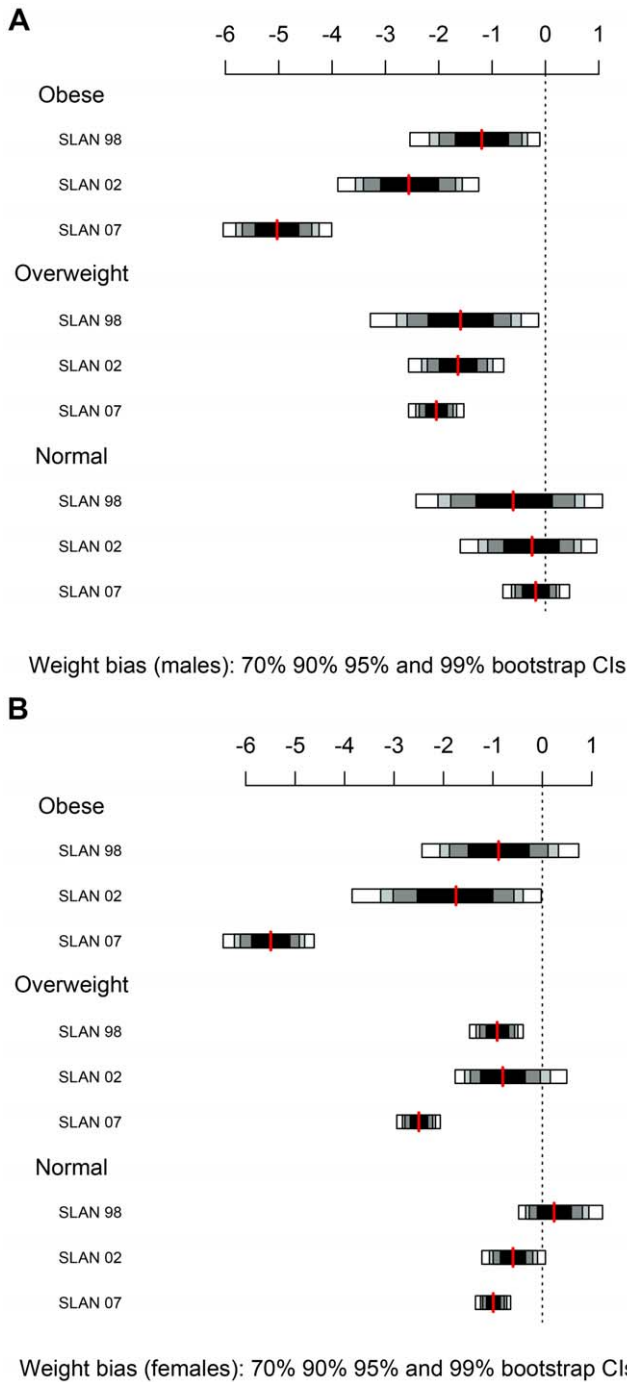 A
-6 -5 -4 -3 -2 -1 0 1
Obese
SLAN 98
SLAN 02
SLAN 07
Overweight
SLAN 98
SLAN 02
SLAN 07
Normal
SLAN 98
SLAN 02
SLAN 07
Weight bias (males): 70% 90% 95% and 99% bootstrap CIs
B
-6 -5 -4 -3 -2 -1 0 1
Obese
SLAN 98
SLAN 02
SLAN 07
Overweight
SLAN 98
SLAN 02
SLAN 07
Normal
SLAN 98
SLAN 02
SLAN 07
Weight bias (females): 70% 90% 95% and 99% bootstrap CIs